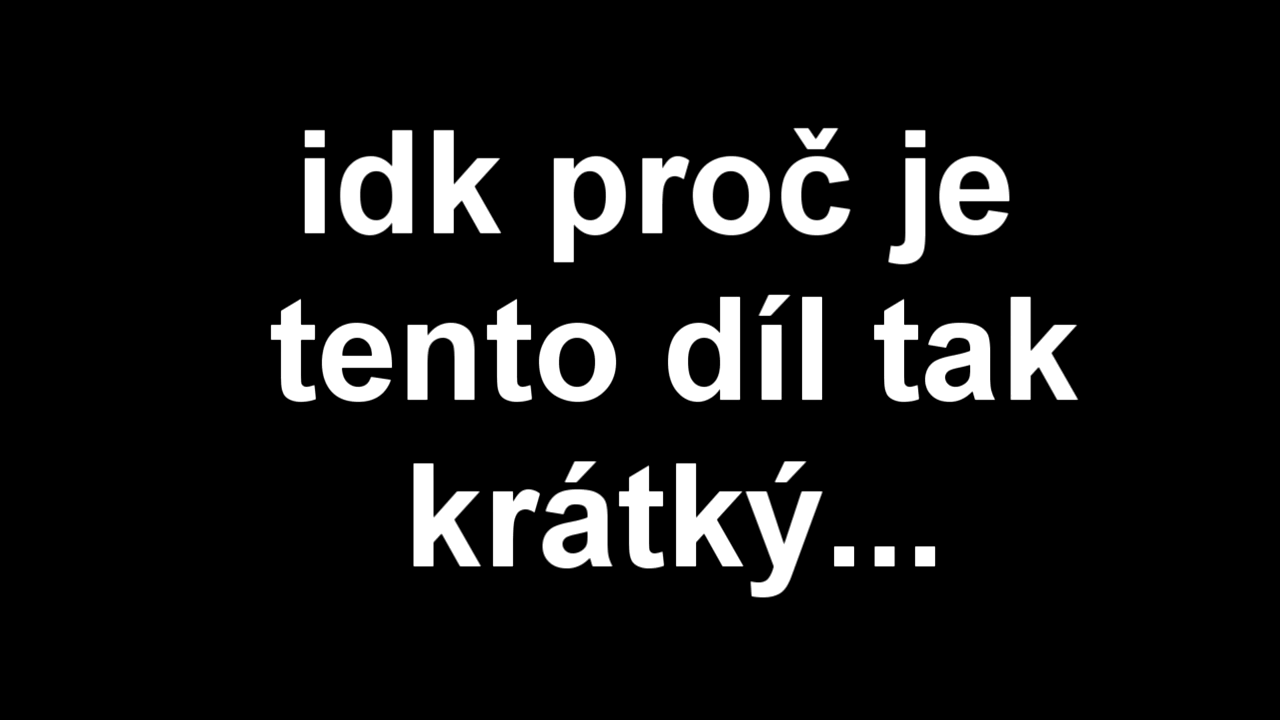 idk proč je
tento díl tak
krátký...